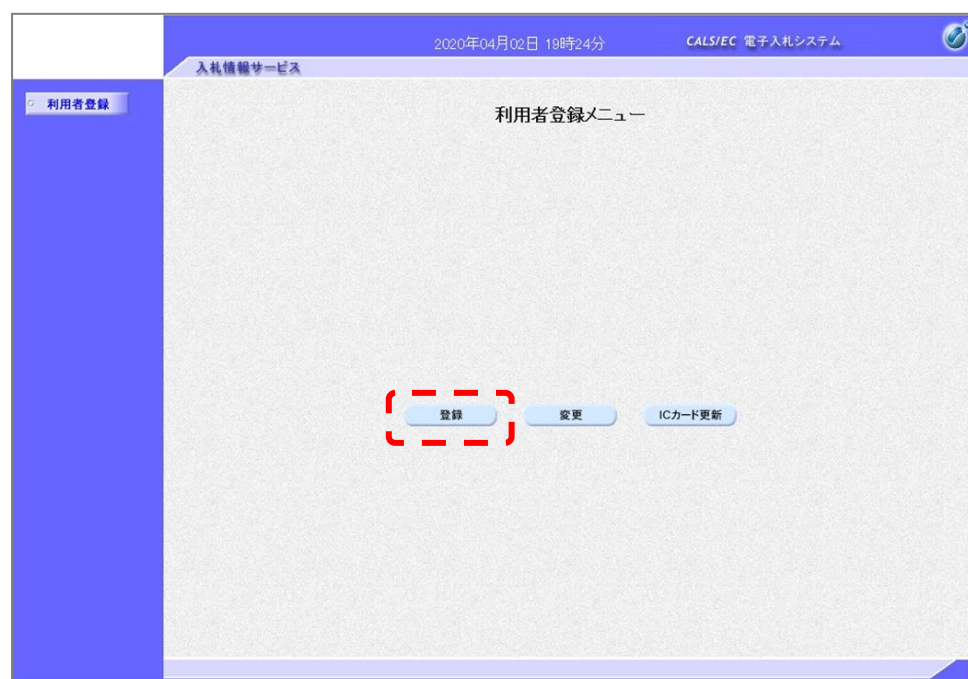 2020年04月02日 19時24分
CALS/EC 電子入札システム
入札情報サービス
利用者登録
利用者登録メニュー
登録
変更
ICカード更新